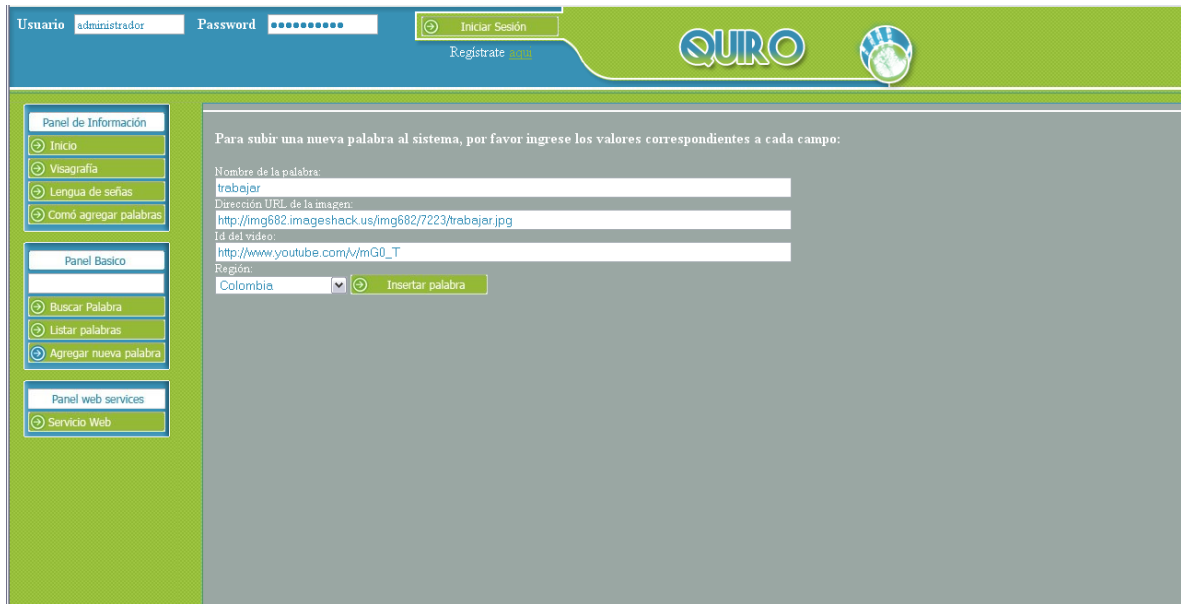 Usuario administrador Password •••••••••• Iniciar Sesión
Regístrate aqui
QUIRO
Panel de Información
Inicio
Visagrafía
Lengua de señas
Comó agregar palabras
Panel Basico
Buscar Palabra
Listar palabras
Agregar nueva palabra
Panel web services
Servicio Web
Para subir una nueva palabra al sistema, por favor ingrese los valores correspondientes a cada campo:
Nombre de la palabra:
trabajar
Dirección URL de la imagen:
http://img682.imageshack.us/img682/7223/trabajar.jpg
Id del video:
http://www.youtube.com/v/mG0_T
Región:
Colombia Insertar palabra